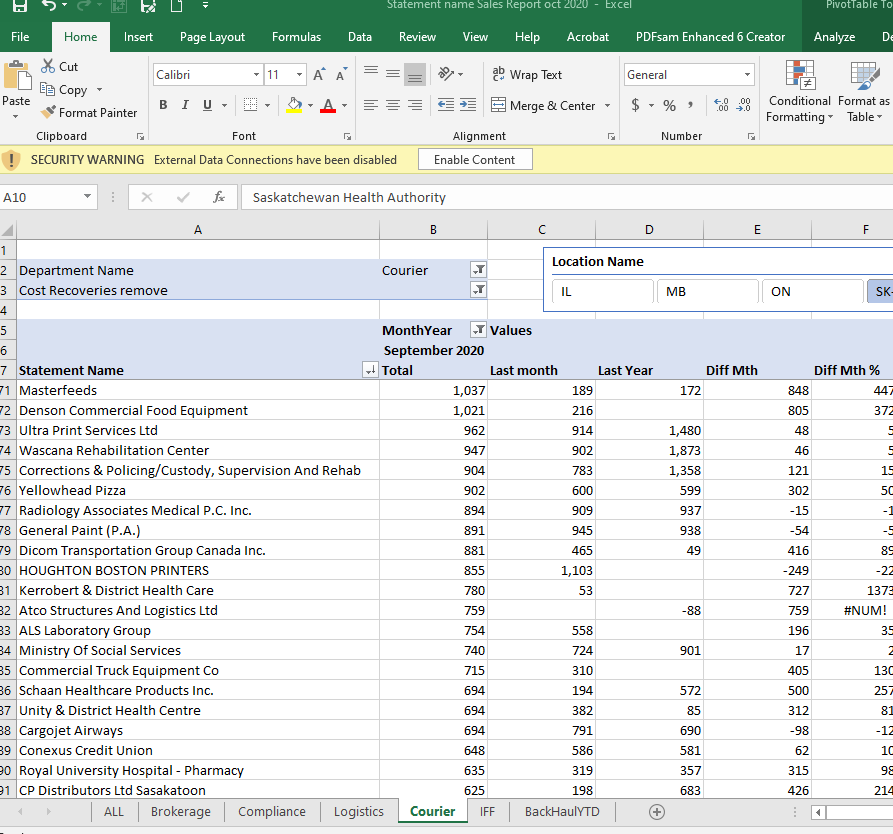 Statement name Sales Report oct 2020 - Excel PivotTable To
File Home Insert Page Layout Formulas Data Review View Help Acrobat PDFsam Enhanced 6 Creator Analyze De
Cut
Copy
Format Painter
Paste
Calibri 11
B I U A
Wrap Text
Merge & Center
General
$ % ,
Conditional Formatting
Format as Table
Clipboard Font Alignment Number
SECURITY WARNING External Data Connections have been disabled Enable Content
A10 fx Saskatchewan Health Authority
A B C D E F
1
2 Department Name Courier
3 Cost Recoveries remove
Location Name
IL MB ON SK-
4
5 MonthYear Values
6 September 2020
7 Statement Name Total Last month Last Year Diff Mth Diff Mth %
71 Masterfeeds 1,037 189 172 848 447
72 Denson Commercial Food Equipment 1,021 216 805 372
73 Ultra Print Services Ltd 962 914 1,480 48 5
74 Wascana Rehabilitation Center 947 902 1,873 46 5
75 Corrections & Policing/Custody, Supervision And Rehab 904 783 1,358 121 15
76 Yellowhead Pizza 902 600 599 302 50
77 Radiology Associates Medical P.C. Inc. 894 909 937 -15 -1
78 General Paint (P.A.) 891 945 938 -54 -5
79 Dicom Transportation Group Canada Inc. 881 465 49 416 89
80 HOUGHTON BOSTON PRINTERS 855 1,103 -249 -22
81 Kerrobert & District Health Care 780 53 727 1373
82 Atco Structures And Logistics Ltd 759 -88 759 #NUM!
83 ALS Laboratory Group 754 558 196 35
84 Ministry Of Social Services 740 724 901 17 2
85 Commercial Truck Equipment Co 715 310 405 130
86 Schaan Healthcare Products Inc. 694 194 572 500 257
87 Unity & District Health Centre 694 382 85 312 81
88 Cargojet Airways 694 791 690 -98 -12
89 Conexus Credit Union 648 586 581 62 10
90 Royal University Hospital - Pharmacy 635 319 357 315 98
91 CP Distributors Ltd Sasakatoon 625 198 683 426 214
ALL Brokerage Compliance Logistics Courier IFF BackHaulYTD